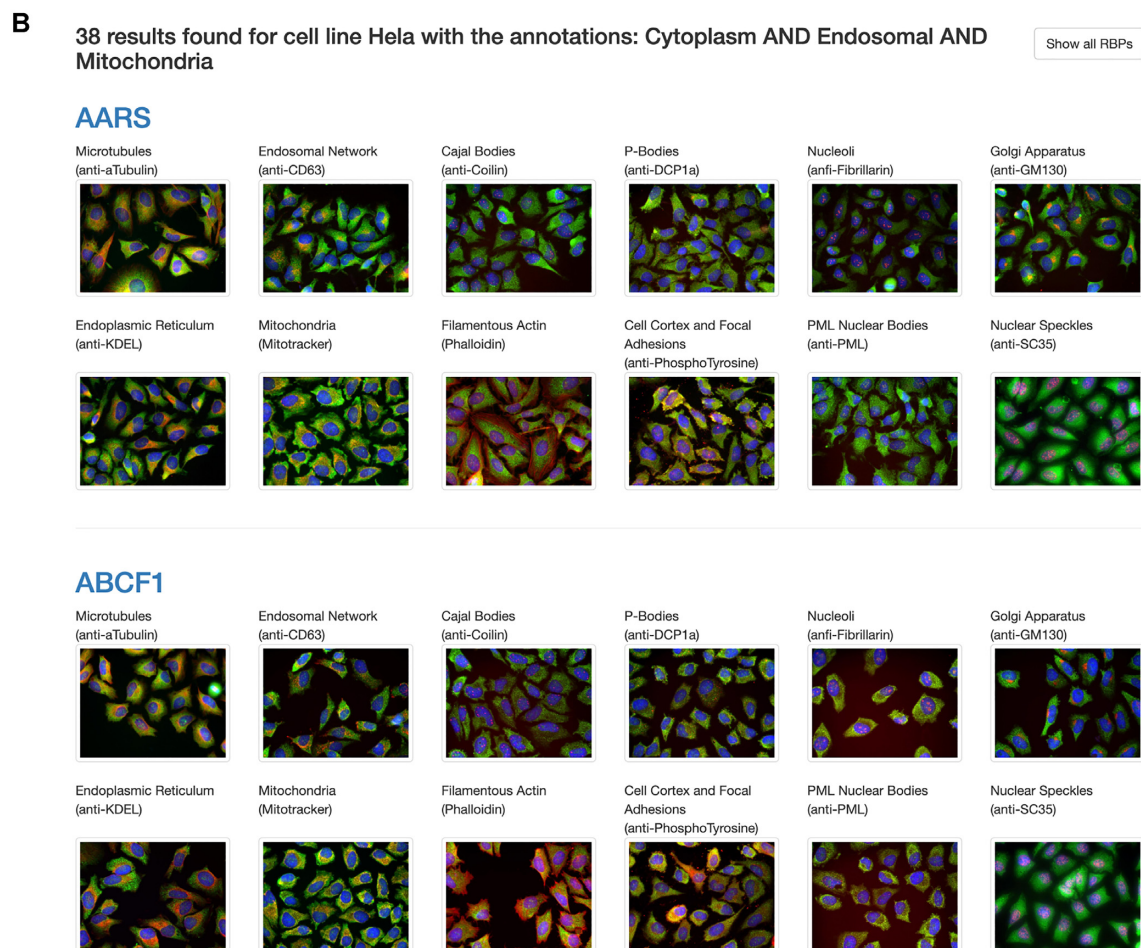 B
38 results found for cell line Hela with the annotations: Cytoplasm AND Endosomal AND
Mitochondria
Show all RBPs
AARS
Microtubules
(anti-aTubulin)
Endosomal Network
(anti-CD63)
Cajal Bodies
(anti-Coilin)
P-Bodies
(anti-DCP1a)
Nucleoli
(anfi-Fibrillarin)
Golgi Apparatus
(anti-GM130)
Endoplasmic Reticulum
(anti-KDEL)
Mitochondria
(Mitotracker)
Filamentous Actin
(Phalloidin)
Cell Cortex and Focal
Adhesions
(anti-PhosphoTyrosine)
PML Nuclear Bodies
(anti-PML)
Nuclear Speckles
(anti-SC35)
ABCF1
Microtubules
(anti-aTubulin)
Endosomal Network
(anti-CD63)
Cajal Bodies
(anti-Coilin)
P-Bodies
(anti-DCP1a)
Nucleoli
(anfi-Fibrillarin)
Golgi Apparatus
(anti-GM130)
Endoplasmic Reticulum
(anti-KDEL)
Mitochondria
(Mitotracker)
Filamentous Actin
(Phalloidin)
Cell Cortex and Focal
Adhesions
(anti-PhosphoTyrosine)
PML Nuclear Bodies
(anti-PML)
Nuclear Speckles
(anti-SC35)